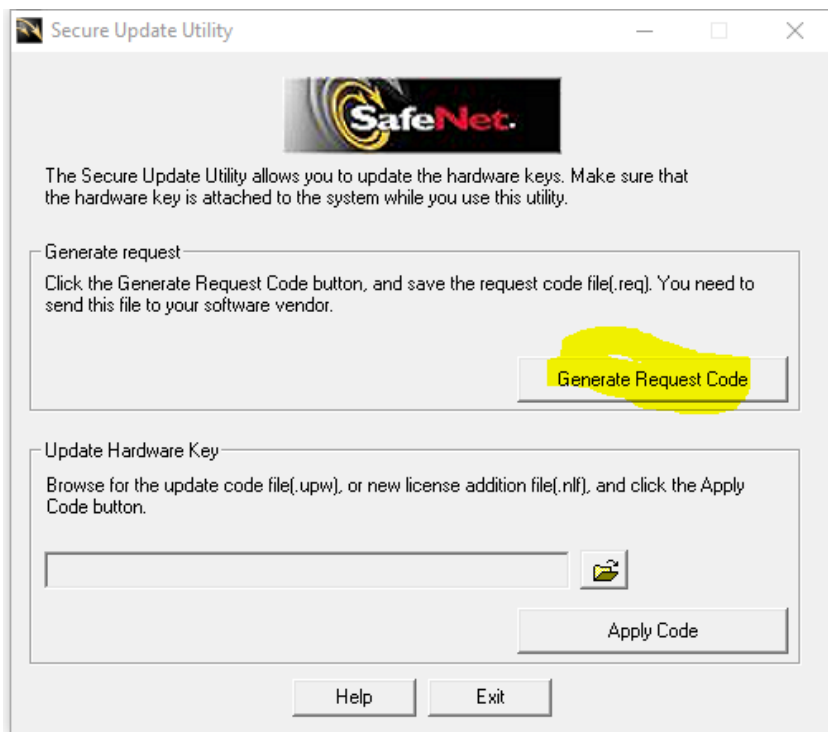 Secure Update Utility
SafeNet.
The Secure Update Utility allows you to update the hardware keys. Make sure that
the hardware key is attached to the system while you use this utility.
Generate request
Click the Generate Request Code button, and save the request code file(.req). You need to
send this file to your software vendor.
Generate Request Code
Update Hardware Key
Browse for the update code file(.upw), or new license addition file(.nlf), and click the Apply
Code button.
Apply Code
Help Exit